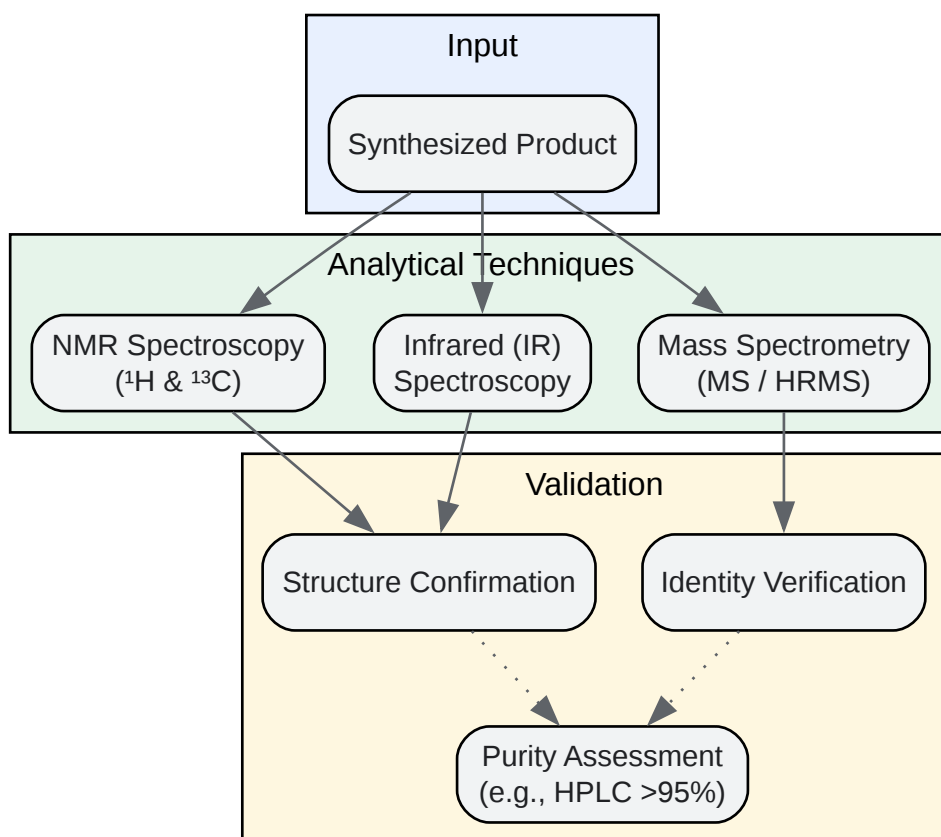 Input
Synthesized Product
Analytical Techniques
NMR Spectroscopy
(¹H & ¹³C)
Infrared (IR)
Spectroscopy
Mass Spectrometry
(MS / HRMS)
Validation
Structure Confirmation
Identity Verification
Purity Assessment
(e.g., HPLC >95%)